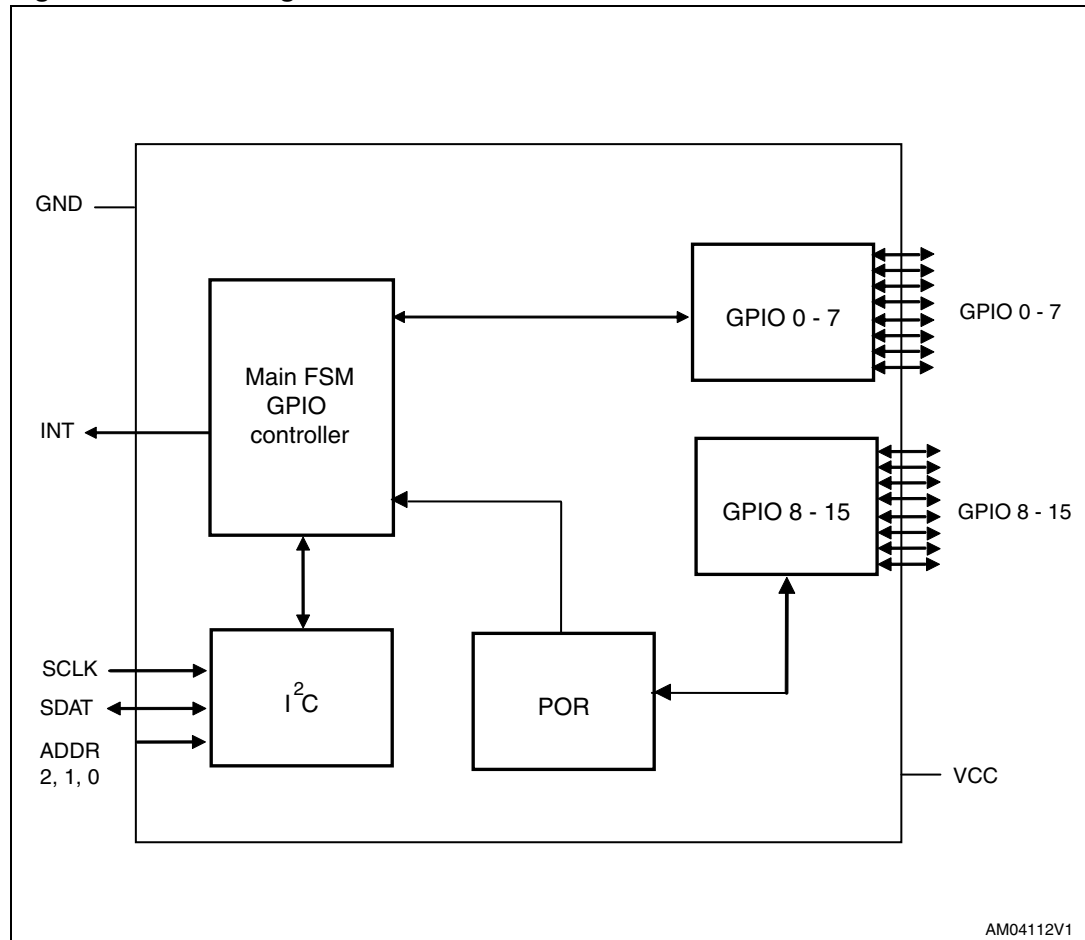 GND
GPIO 0 - 7
GPIO 0 - 7
Main FSM
GPIO
controller
INT
GPIO 8 - 15
GPIO 8 - 15
SCLK
SDAT
ADDR
2, 1, 0
I2C
POR
VCC
AM04112V1